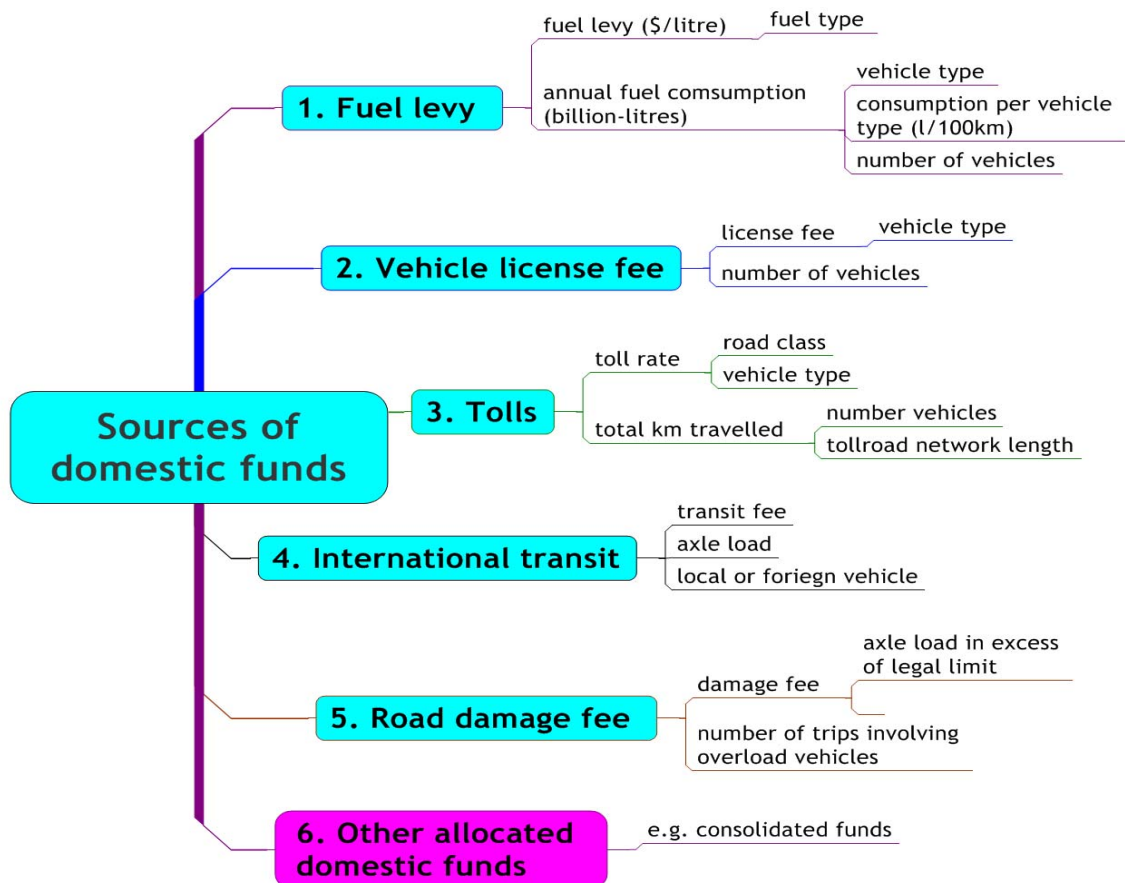 fuel levy ($/litre)
fuel type
1. Fuel levy
annual fuel comsumption
(billion-litres)
vehicle type
consumption per vehicle
type (l/100km)
number of vehicles
2. Vehicle license fee
license fee
vehicle type
number of vehicles
Sources of
domestic funds
3. Tolls
toll rate
road class
vehicle type
total km travelled
number vehicles
tollroad network length
4. International transit
transit fee
axle load
local or foriegn vehicle
5. Road damage fee
damage fee
axle load in excess
of legal limit
number of trips involving
overload vehicles
6. Other allocated
domestic funds
e.g. consolidated funds